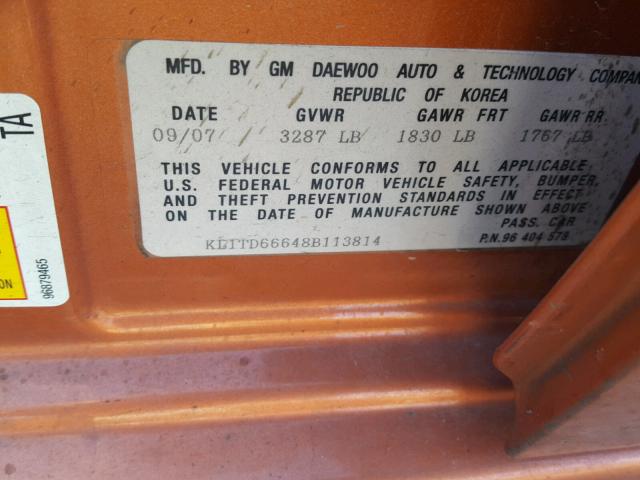 MFD. BY GM DAEWOO AUTO & TECHNOLOGY COMPAN
REPUBLIC OF KOREA
DATE GVWR GAWR FRT GAWR RR
09/07 3287 LB 1830 LB 1767 LB
THIS VEHICLE CONFORMS TO ALL APPLICABLE
U.S. FEDERAL MOTOR VEHICLE SAFETY, BUMPER,
AND THEFT PREVENTION STANDARDS IN EFFECT
ON THE DATE OF MANUFACTURE SHOWN ABOVE
PASS. CAR
KL1TD66648B113814 P.N.96 404 578
TA
ON
96879465